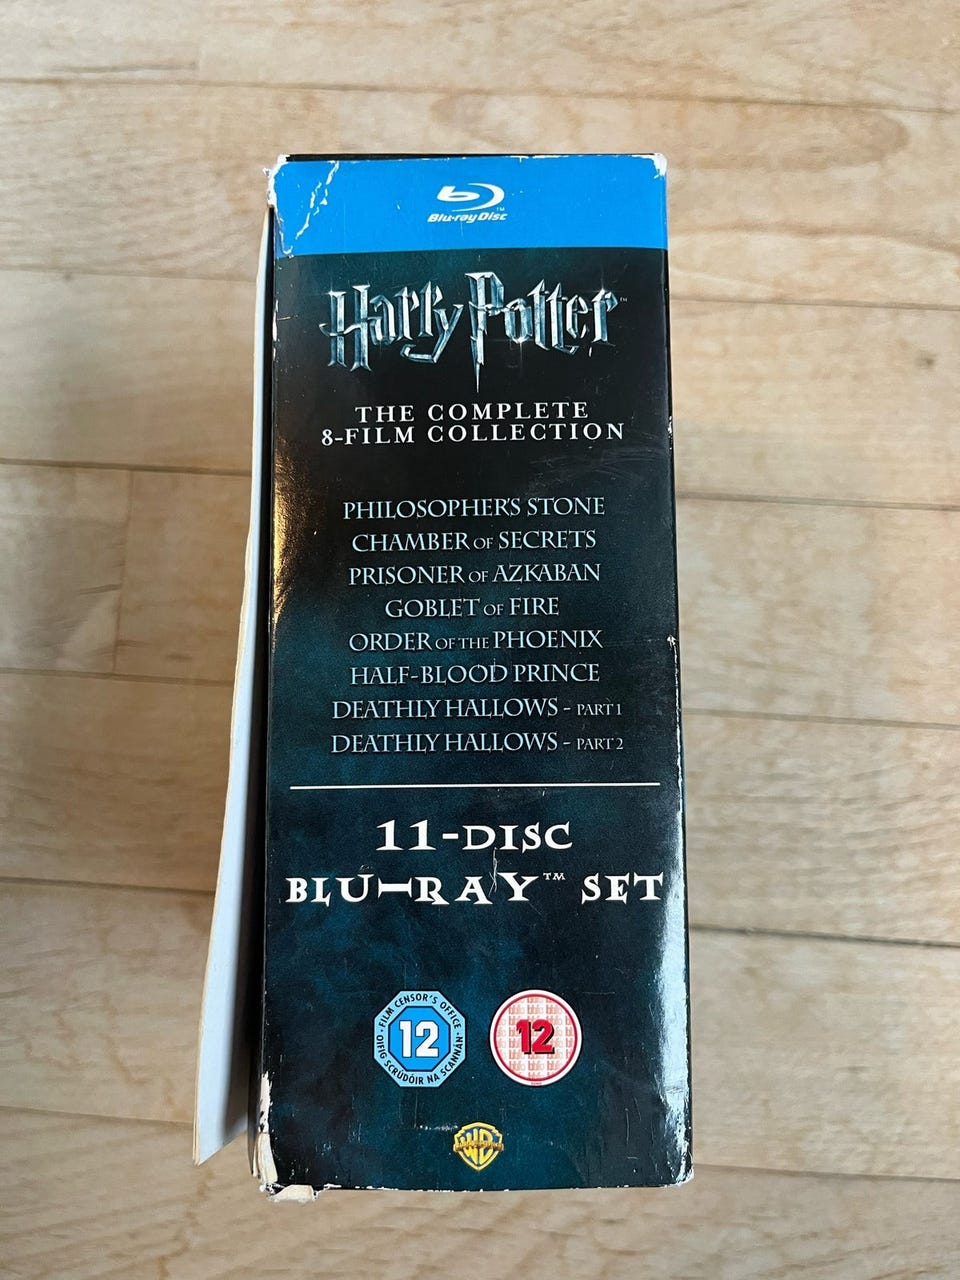 Blu-ray Disc™
Harry Potter™
THE COMPLETE
8-FILM COLLECTION
PHILOSOPHER'S STONE
CHAMBER OF SECRETS
PRISONER OF AZKABAN
GOBLET OF FIRE
ORDER OF THE PHOENIX
HALF-BLOOD PRINCE
DEATHLY HALLOWS - PART 1
DEATHLY HALLOWS - PART 2
11-DISC
BLU-RAY™ SET
· FILM CENSOR'S OFFICE ·
12
OIFIG SCRÚDÓIR NA SCANNÁN
12
WB